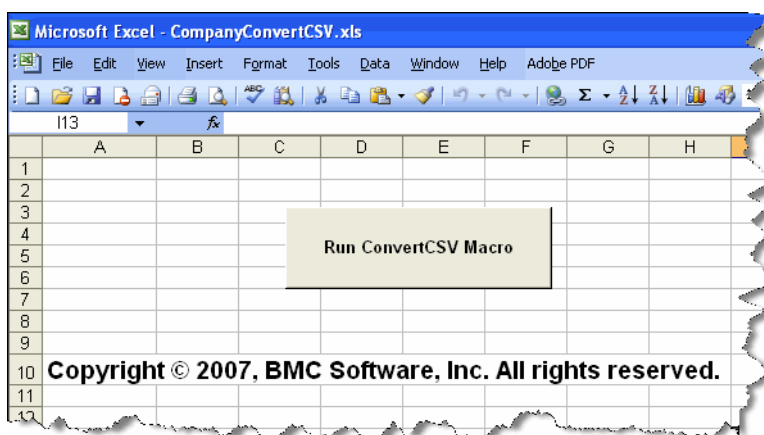 Microsoft Excel - CompanyConvertCSV.xls
File Edit View Insert Format Tools Data Window Help Adobe PDF
I13 fx
A B C D E F G H
1
2
3
4
Run ConvertCSV Macro
5
6
7
8
9
10 Copyright © 2007, BMC Software, Inc. All rights reserved.
11